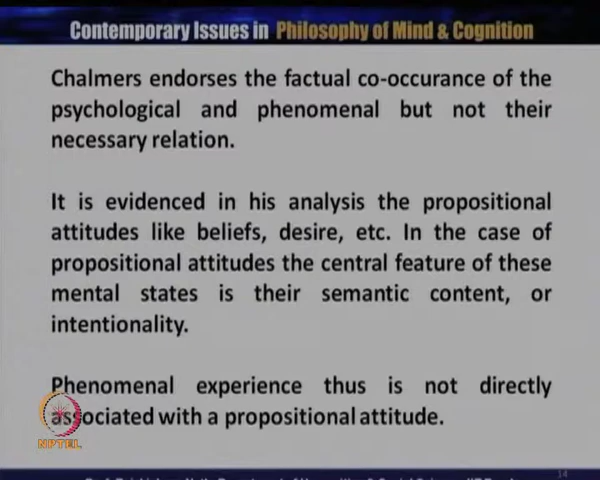 Contemporary Issues in Philosophy of Mind & Cognition
Chalmers endorses the factual co-occurance of the
psychological and phenomenal but not their
necessary relation.
It is evidenced in his analysis the propositional
attitudes like beliefs, desire, etc. In the case of
propositional attitudes the central feature of these
mental states is their semantic content, or
intentionality.
Phenomenal experience thus is not directly
associated with a propositional attitude.
NPTEL
14